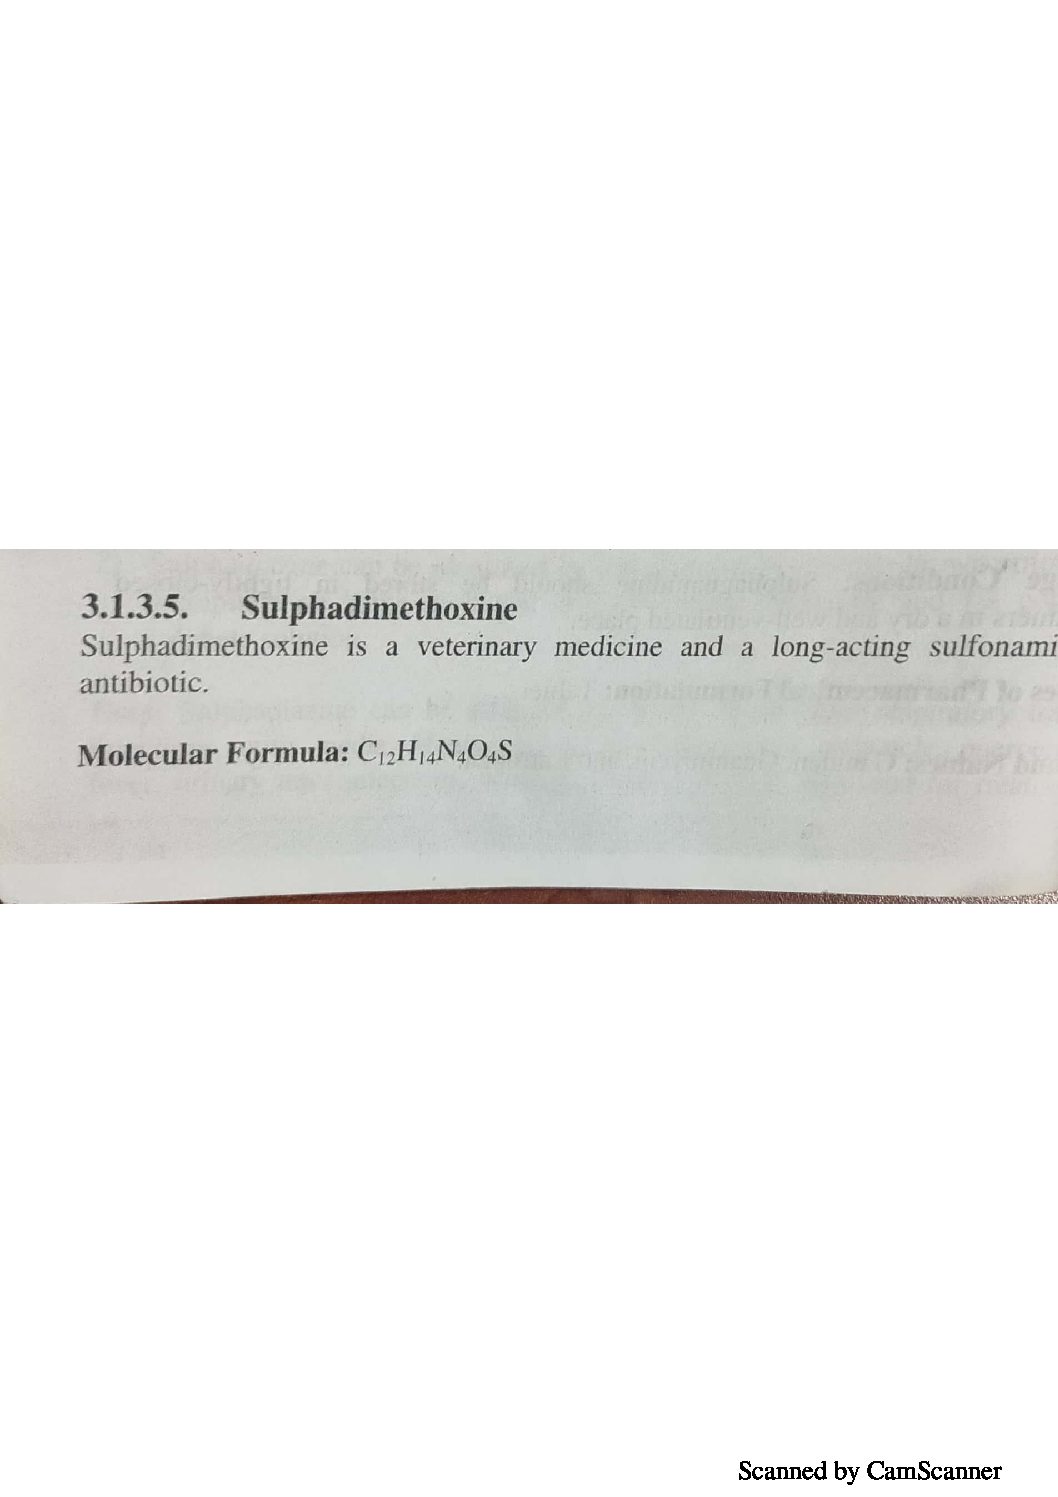 3.1.3.5. Sulphadimethoxine
Sulphadimethoxine is a veterinary medicine and a long-acting sulfonami
antibiotic.
Molecular Formula: C₁₂H₁₄N₄O₄S
Scanned by CamScanner